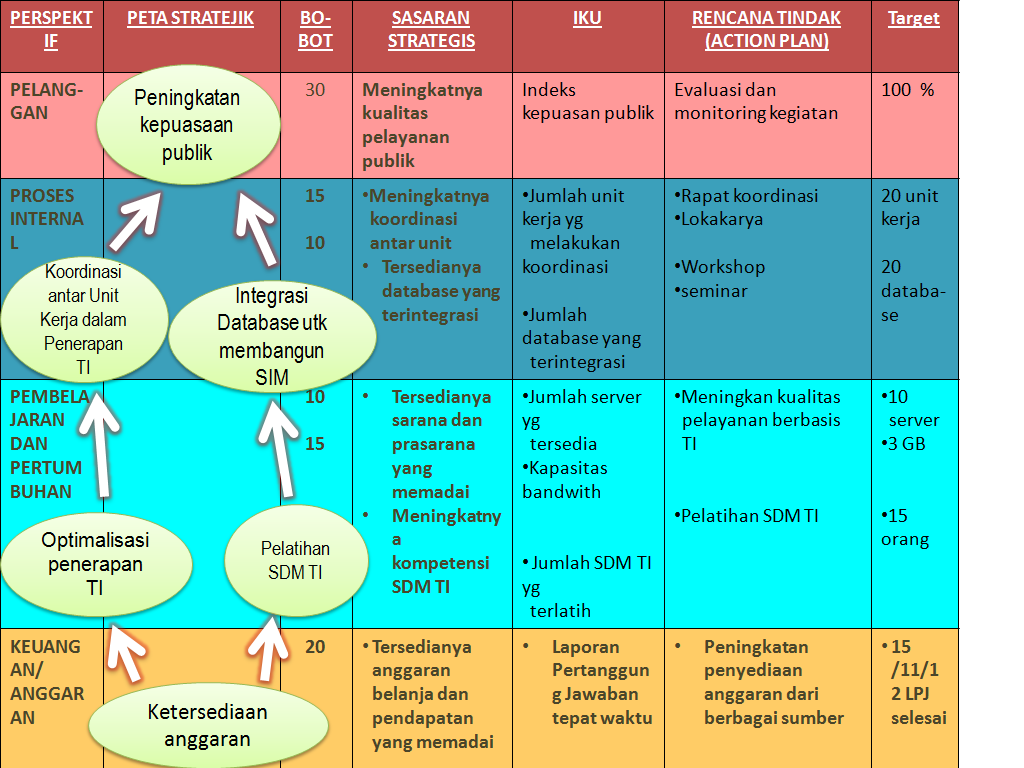 PERSPEKT
IF
PETA STRATEJIK
BO-
BOT
SASARAN
STRATEGIS
IKU
RENCANA TINDAK
(ACTION PLAN)
Target
PELANG-
GAN
Peningkatan
kepuasaan
publik
30
Meningkatnya
kualitas
pelayanan
publik
Indeks
kepuasan publik
Evaluasi dan
monitoring kegiatan
100 %
PROSES
INTERNA
L
Koordinasi
antar Unit
Kerja dalam
Penerapan
TI
Integrasi
Database utk
membangun
SIM
15
10
•Meningkatnya
koordinasi
antar unit
• Tersedianya
database yang
terintegrasi
•Jumlah unit
kerja yg
melakukan
koordinasi
•Jumlah
database yang
terintegrasi
•Rapat koordinasi
•Lokakarya
•Workshop
•seminar
20 unit
kerja
20
databa-
se
PEMBELA
JARAN
DAN
PERTUM
BUHAN
Optimalisasi
penerapan
TI
Pelatihan
SDM TI
10
15
• Tersedianya
sarana dan
prasarana
yang
memadai
• Meningkatny
a
kompetensi
SDM TI
•Jumlah server
yg
tersedia
•Kapasitas
bandwith
•Jumlah SDM TI
yg
terlatih
•Meningkan kualitas
pelayanan berbasis
TI
•Pelatihan SDM TI
•10
server
•3 GB
•15
orang
KEUANG
AN/
ANGGAR
AN
Ketersediaan
anggaran
20
•Tersedianya
anggaran
belanja dan
pendapatan
yang memadai
• Laporan
Pertanggun
g Jawaban
tepat waktu
• Peningkatan
penyediaan
anggaran dari
berbagai sumber
•15
/11/1
2 LPJ
selesai